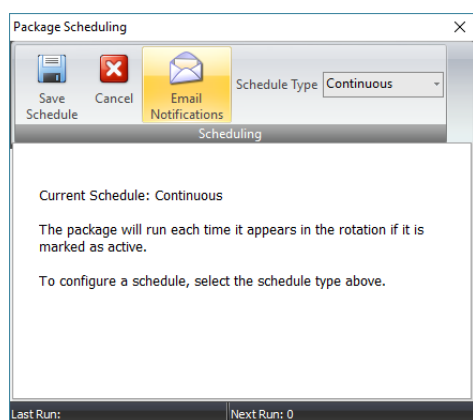 Package Scheduling
Save Schedule
Cancel
Email Notifications
Schedule Type Continuous
Scheduling
Current Schedule: Continuous
The package will run each time it appears in the rotation if it is
marked as active.
To configure a schedule, select the schedule type above.
Last Run:
Next Run: 0